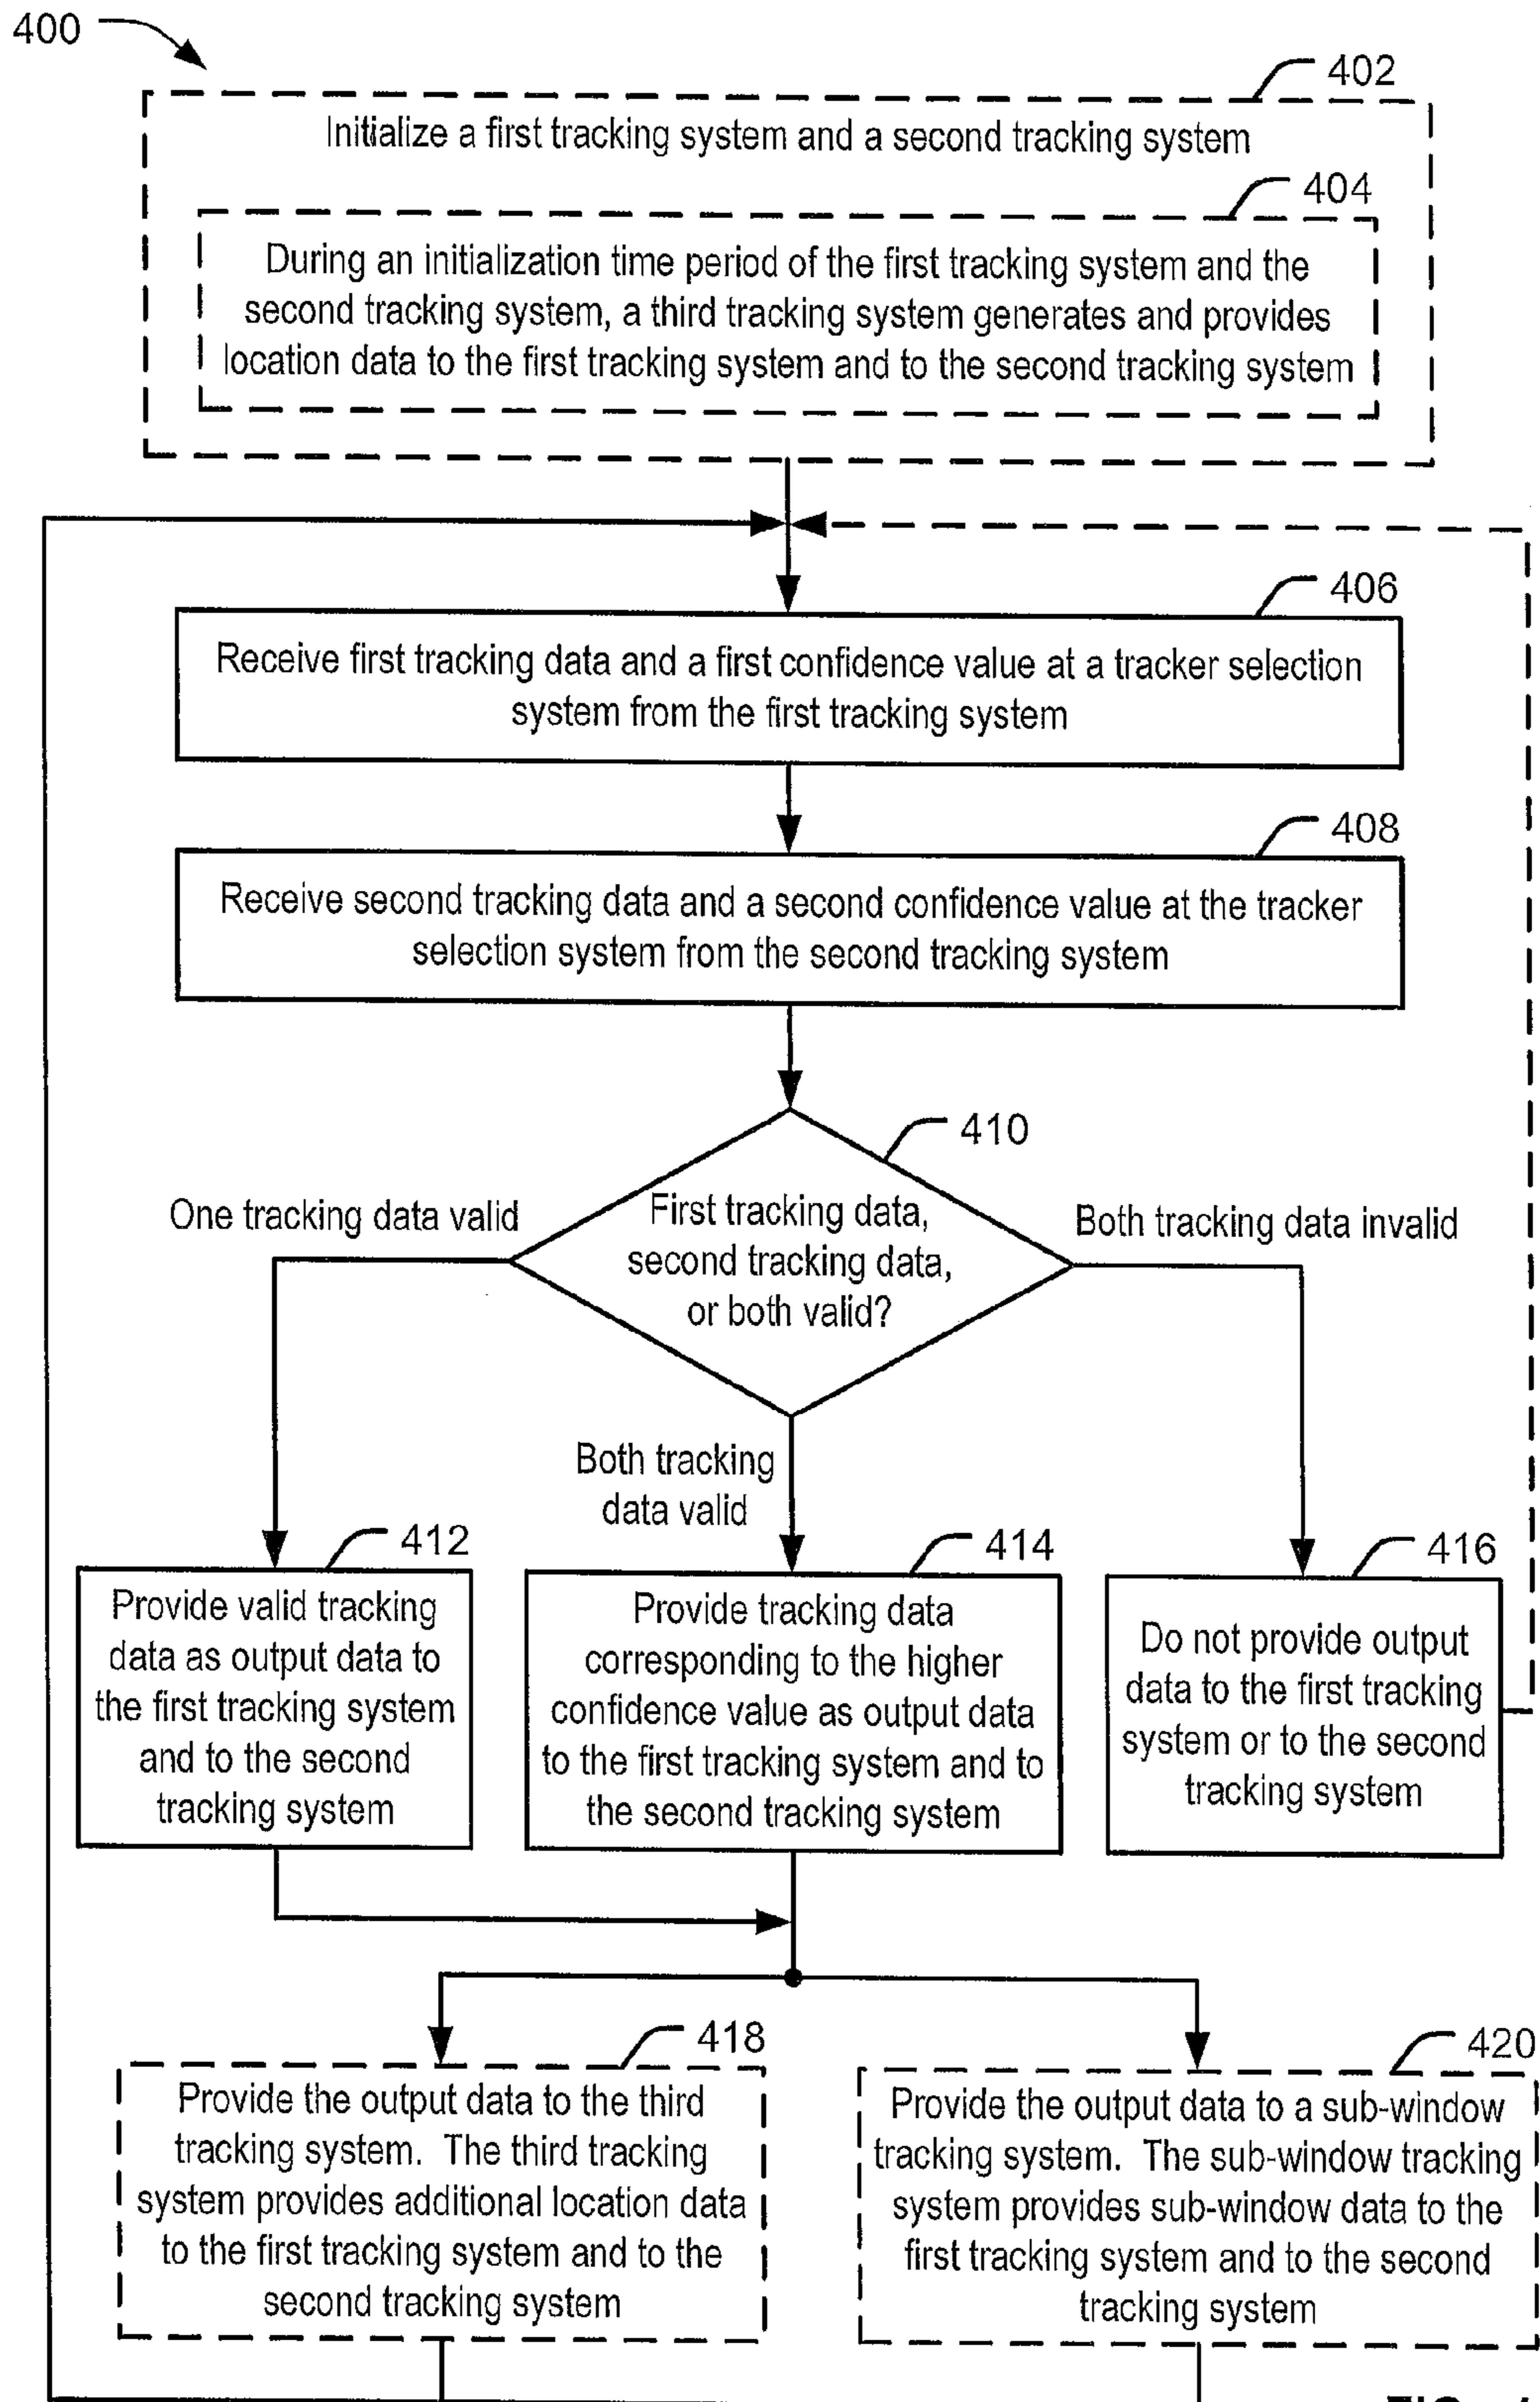 400
402
Initialize a first tracking system and a second tracking system
404
During an initialization time period of the first tracking system and the
second tracking system, a third tracking system generates and provides
location data to the first tracking system and to the second tracking system
406
Receive first tracking data and a first confidence value at a tracker selection
system from the first tracking system
408
Receive second tracking data and a second confidence value at the tracker
selection system from the second tracking system
410
First tracking data,
second tracking data,
or both valid?
One tracking data valid
Both tracking data invalid
Both tracking
data valid
412
Provide valid tracking
data as output data to
the first tracking system
and to the second
tracking system
414
Provide tracking data
corresponding to the higher
confidence value as output data
to the first tracking system and to
the second tracking system
416
Do not provide output
data to the first tracking
system or to the second
tracking system
418
Provide the output data to the third
tracking system. The third tracking
system provides additional location data
to the first tracking system and to the
second tracking system
420
Provide the output data to a sub-window
tracking system. The sub-window tracking
system provides sub-window data to the
first tracking system and to the second
tracking system